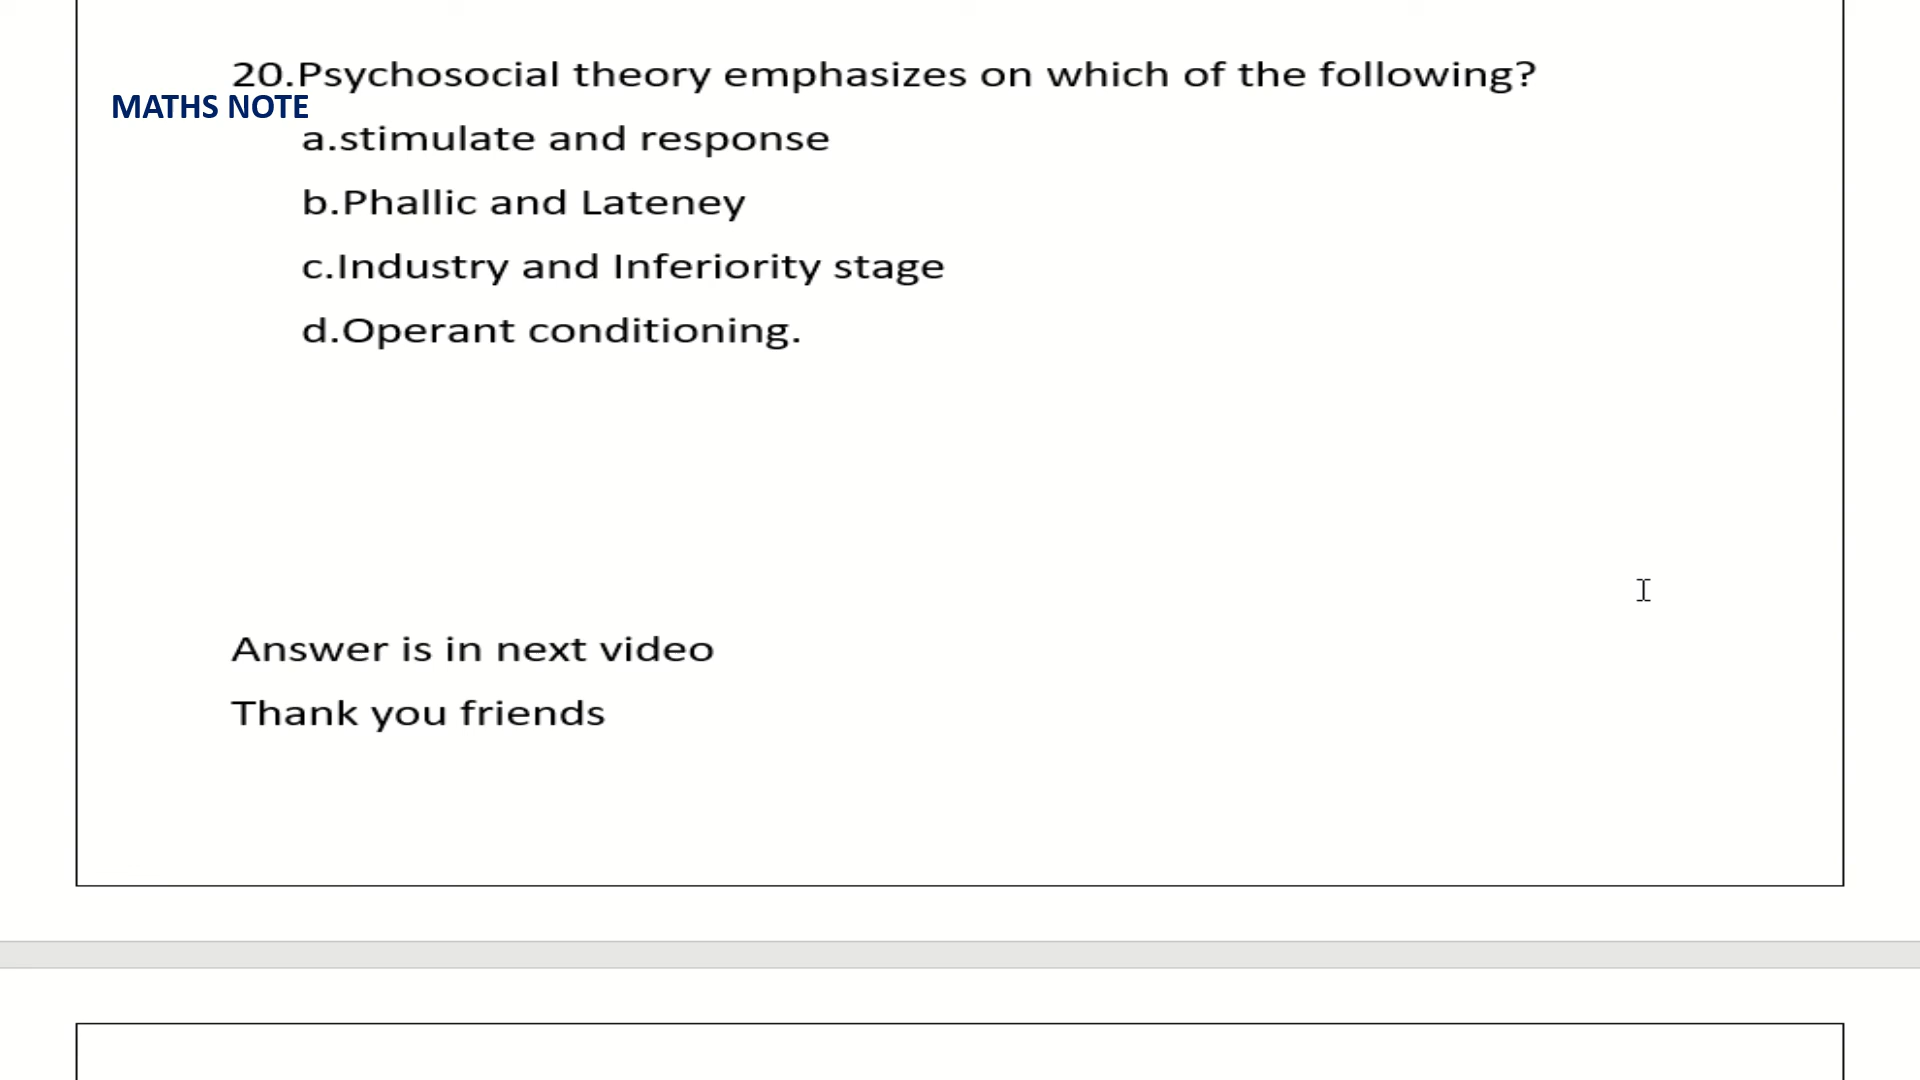 20.Psychosocial theory emphasizes on which of the following?
MATHS NOTE
a.stimulate and response
b.Phallic and Lateney
c.Industry and Inferiority stage
d.Operant conditioning.
Answer is in next video
Thank you friends